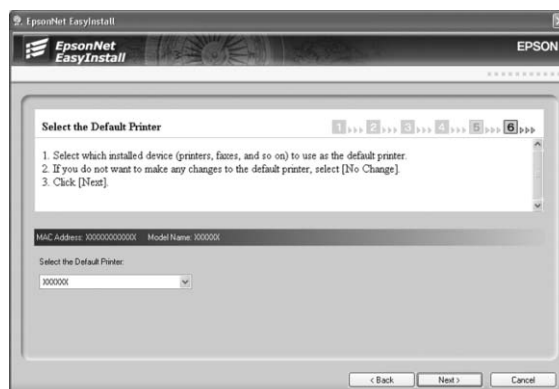 2. EpsonNet EasyInstall
EpsonNet
EasyInstall
EPSON
Select the Default Printer
1 2 3 4 5 6
1. Select which installed device (printers, faxes, and so on) to use as the default printer.
2. If you do not want to make any changes to the default printer, select [No Change].
3. Click [Next].
MAC Address: XXXXXXXXXXXX Model Name: XXXXXX
Select the Default Printer:
XXXXXX
< Back Next > Cancel